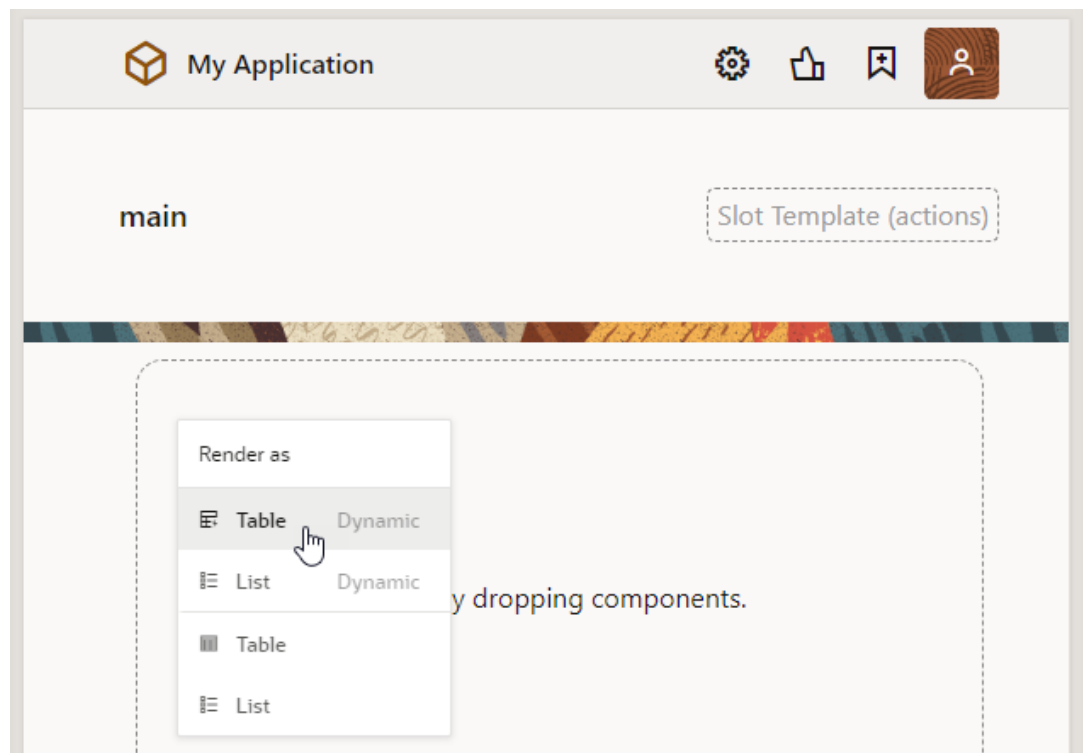 My Application
main
Slot Template (actions)
Render as
Table Dynamic
List Dynamic
y dropping components.
Table
List